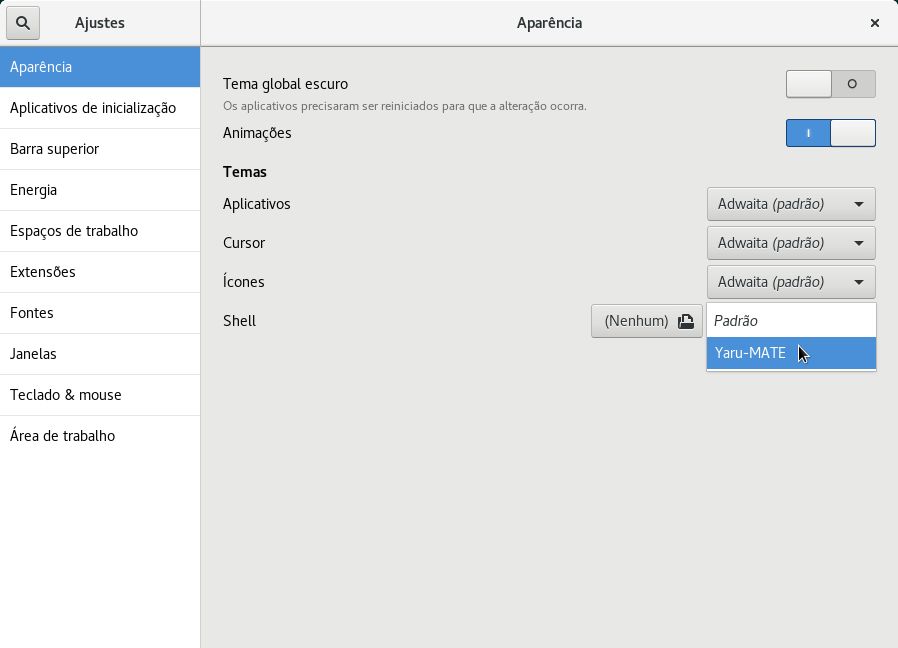 Ajustes
Aparência
Aparência
Aplicativos de inicialização
Barra superior
Energia
Espaços de trabalho
Extensões
Fontes
Janelas
Teclado & mouse
Área de trabalho
Tema global escuro
Os aplicativos precisaram ser reiniciados para que a alteração ocorra.
Animações
Temas
Aplicativos Adwaita (padrão)
Cursor Adwaita (padrão)
Ícones Adwaita (padrão)
Shell (Nenhum) Padrão
Yaru-MATE